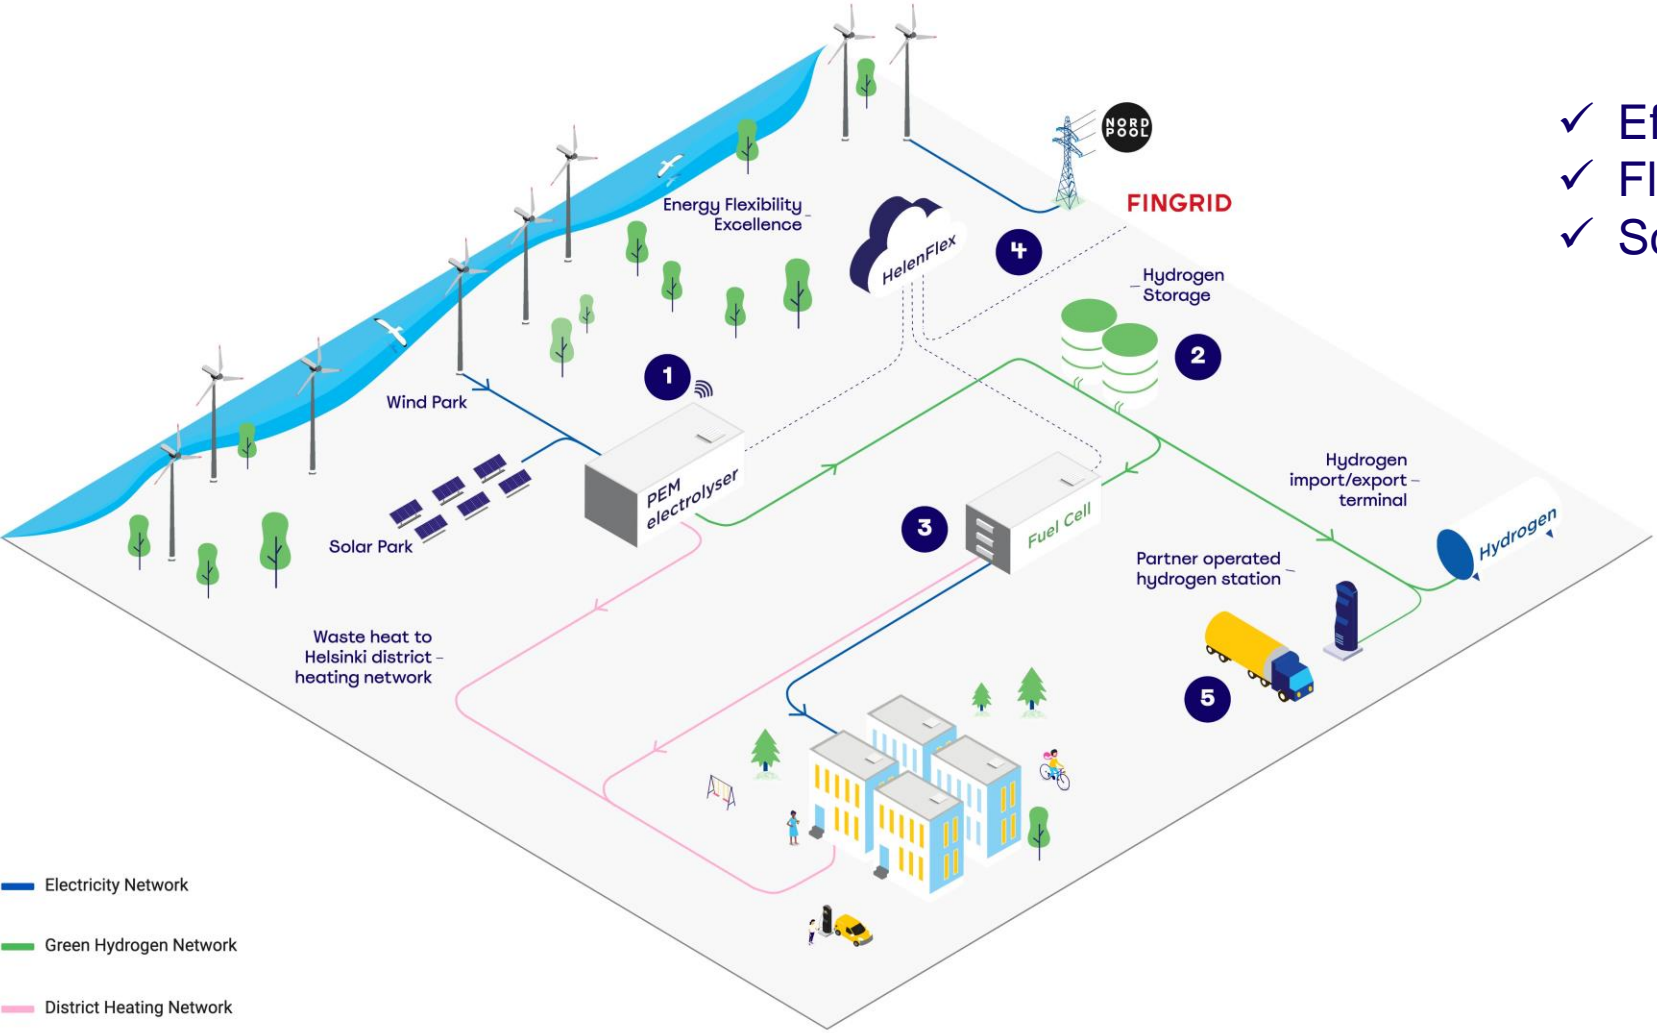 NORD
POOL
FINGRID
Energy Flexibility
Excellence
HelenFlex
4
Hydrogen
Storage
2
1
Wind Park
PEM
electrolyser
Solar Park
3
Fuel Cell
Hydrogen
import/export
terminal
Hydrogen
Partner operated
hydrogen station
5
Waste heat to
Helsinki district
heating network
Electricity Network
Green Hydrogen Network
District Heating Network